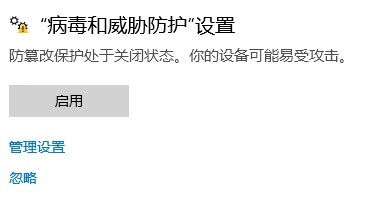 “病毒和威胁防护”设置
防篡改保护处于关闭状态。你的设备可能易受攻击。
启用
管理设置
忽略